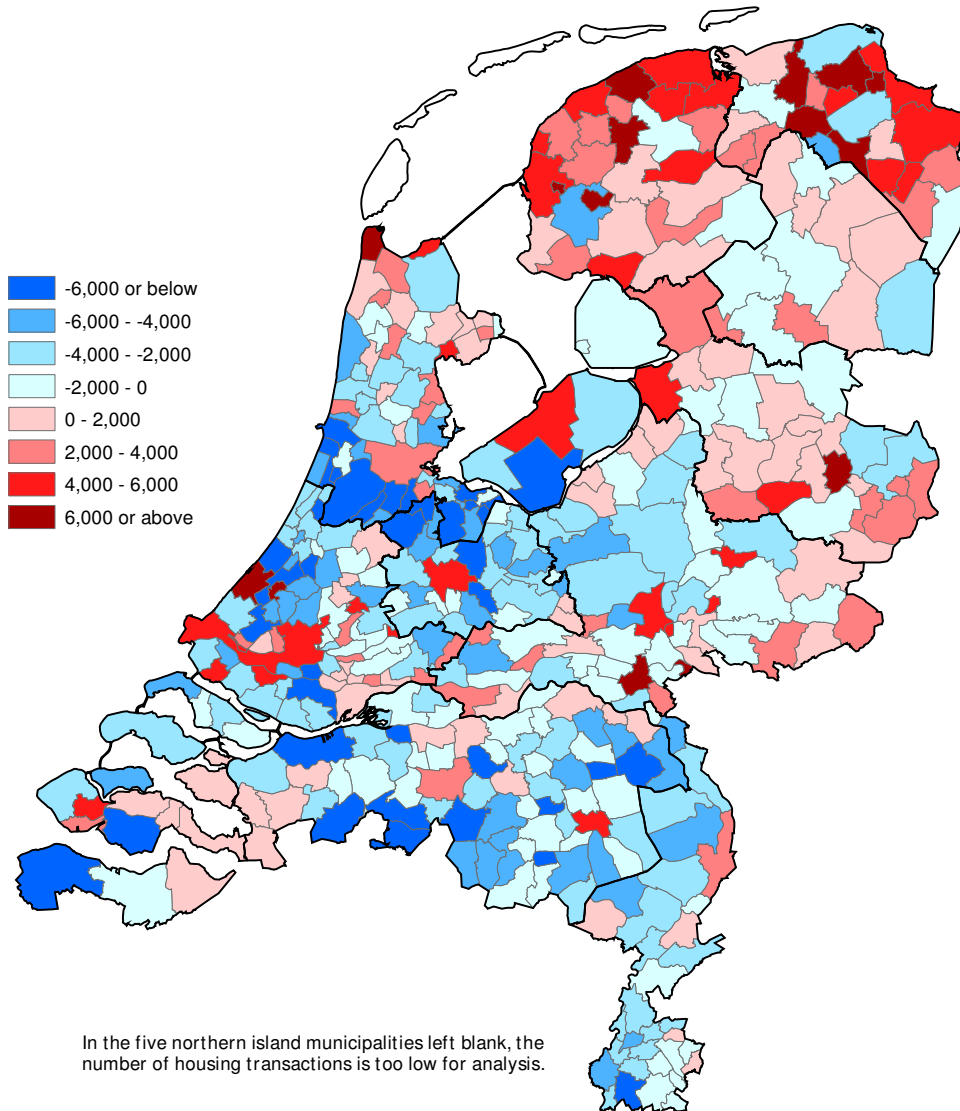 -6,000 or below
-6,000 - -4,000
-4,000 - -2,000
-2,000 - 0
0 - 2,000
2,000 - 4,000
4,000 - 6,000
6,000 or above
In the five northern island municipalities left blank, the
number of housing transactions is too low for analysis.